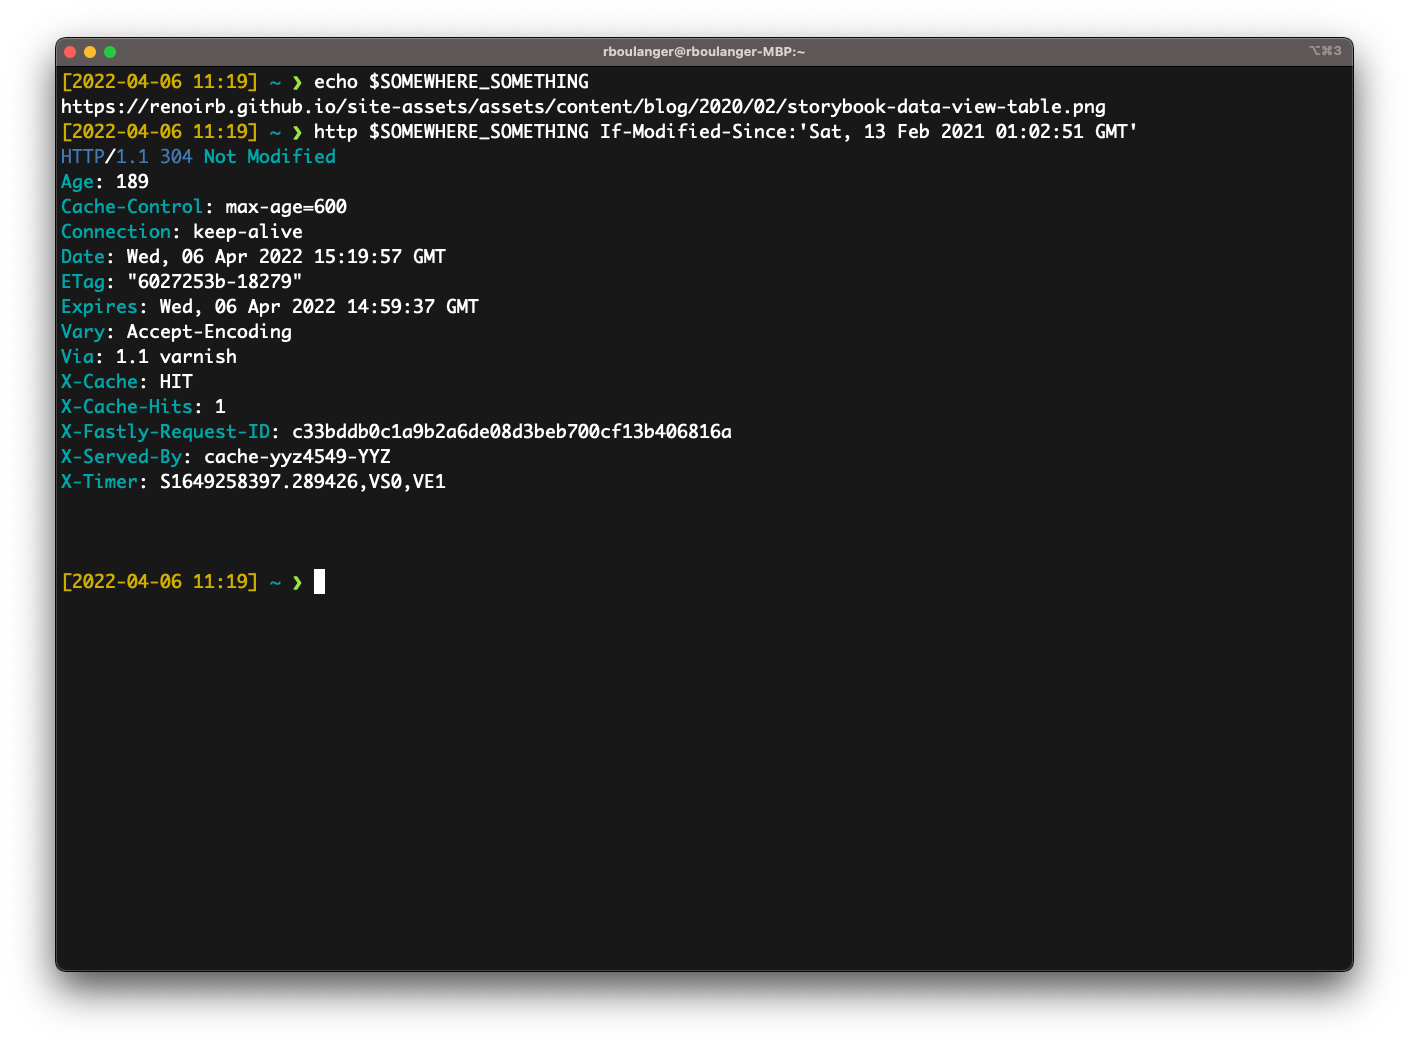 rboulanger@rboulanger-MBP:~
⌥⌘3
[2022-04-06 11:19] ~ ❯ echo $SOMEWHERE_SOMETHING
https://renoirb.github.io/site-assets/assets/content/blog/2020/02/storybook-data-view-table.png
[2022-04-06 11:19] ~ ❯ http $SOMEWHERE_SOMETHING If-Modified-Since:'Sat, 13 Feb 2021 01:02:51 GMT'
HTTP/1.1 304 Not Modified
Age: 189
Cache-Control: max-age=600
Connection: keep-alive
Date: Wed, 06 Apr 2022 15:19:57 GMT
ETag: "6027253b-18279"
Expires: Wed, 06 Apr 2022 14:59:37 GMT
Vary: Accept-Encoding
Via: 1.1 varnish
X-Cache: HIT
X-Cache-Hits: 1
X-Fastly-Request-ID: c33bddb0c1a9b2a6de08d3beb700cf13b406816a
X-Served-By: cache-yyz4549-YYZ
X-Timer: S1649258397.289426,VS0,VE1
[2022-04-06 11:19] ~ ❯